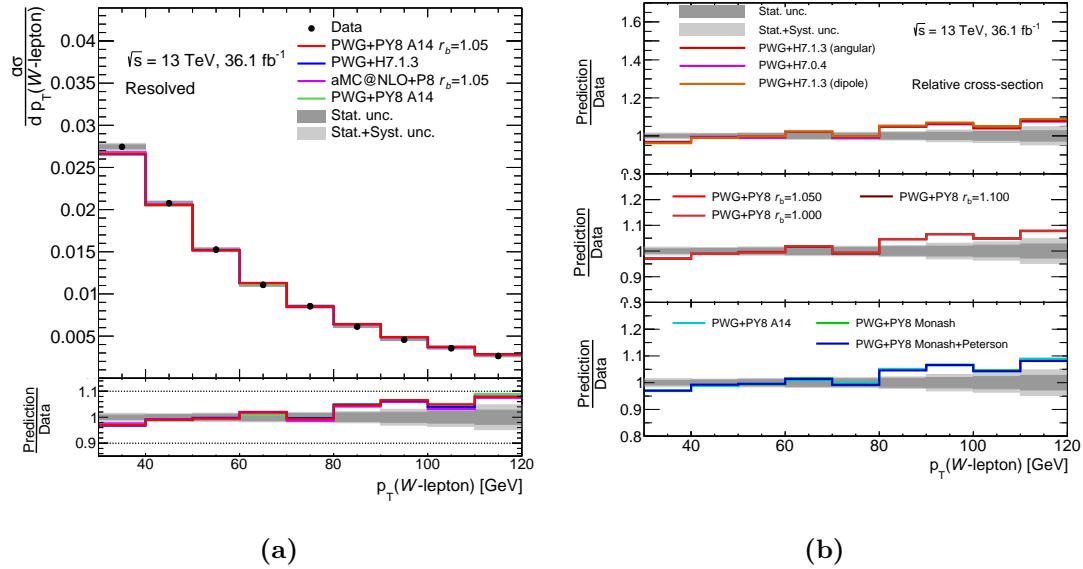 dσ
d p_T(W-lepton)
0.04
0.035
0.03
0.025
0.02
0.015
0.01
0.005
√s = 13 TeV, 36.1 fb⁻¹
Resolved
Data
PWG+PY8 A14 r_b=1.05
PWG+H7.1.3
aMC@NLO+P8 r_b=1.05
PWG+PY8 A14
Stat. unc.
Stat.+Syst. unc.
Prediction
Data
1.1
1
0.9
40 60 80 100 120
p_T(W-lepton) [GeV]
(a)
Prediction
Data
1.6
1.4
1.2
1
Stat. unc.
Stat.+Syst. unc.
PWG+H7.1.3 (angular)
PWG+H7.0.4
PWG+H7.1.3 (dipole)
√s = 13 TeV, 36.1 fb⁻¹
Relative cross-section
Prediction
Data
1.2
1.1
1
0.9
PWG+PY8 r_b=1.050
PWG+PY8 r_b=1.100
PWG+PY8 r_b=1.000
Prediction
Data
1.2
1.1
1
0.9
0.8
PWG+PY8 A14
PWG+PY8 Monash
PWG+PY8 Monash+Peterson
40 60 80 100 120
p_T(W-lepton) [GeV]
(b)